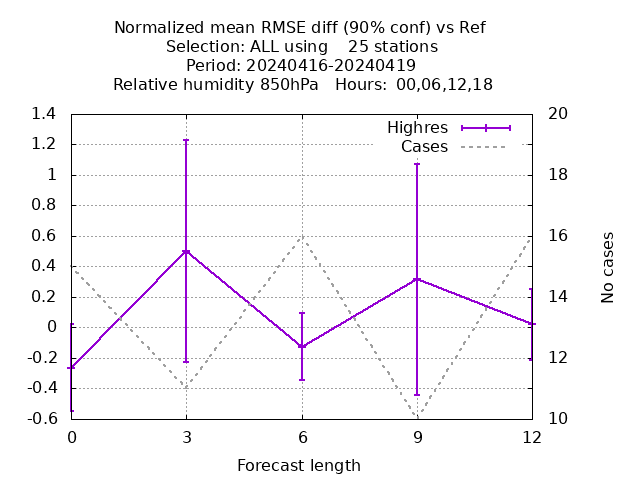 Normalized mean RMSE diff (90% conf) vs Ref
Selection: ALL using    25 stations
Period: 20240416-20240419
Relative humidity 850hPa   Hours: 00,06,12,18
Highres
Cases
1.4
1.2
1
0.8
0.6
0.4
0.2
0
-0.2
-0.4
-0.6
20
18
16
14
12
10
No cases
0 3 6 9 12
Forecast length